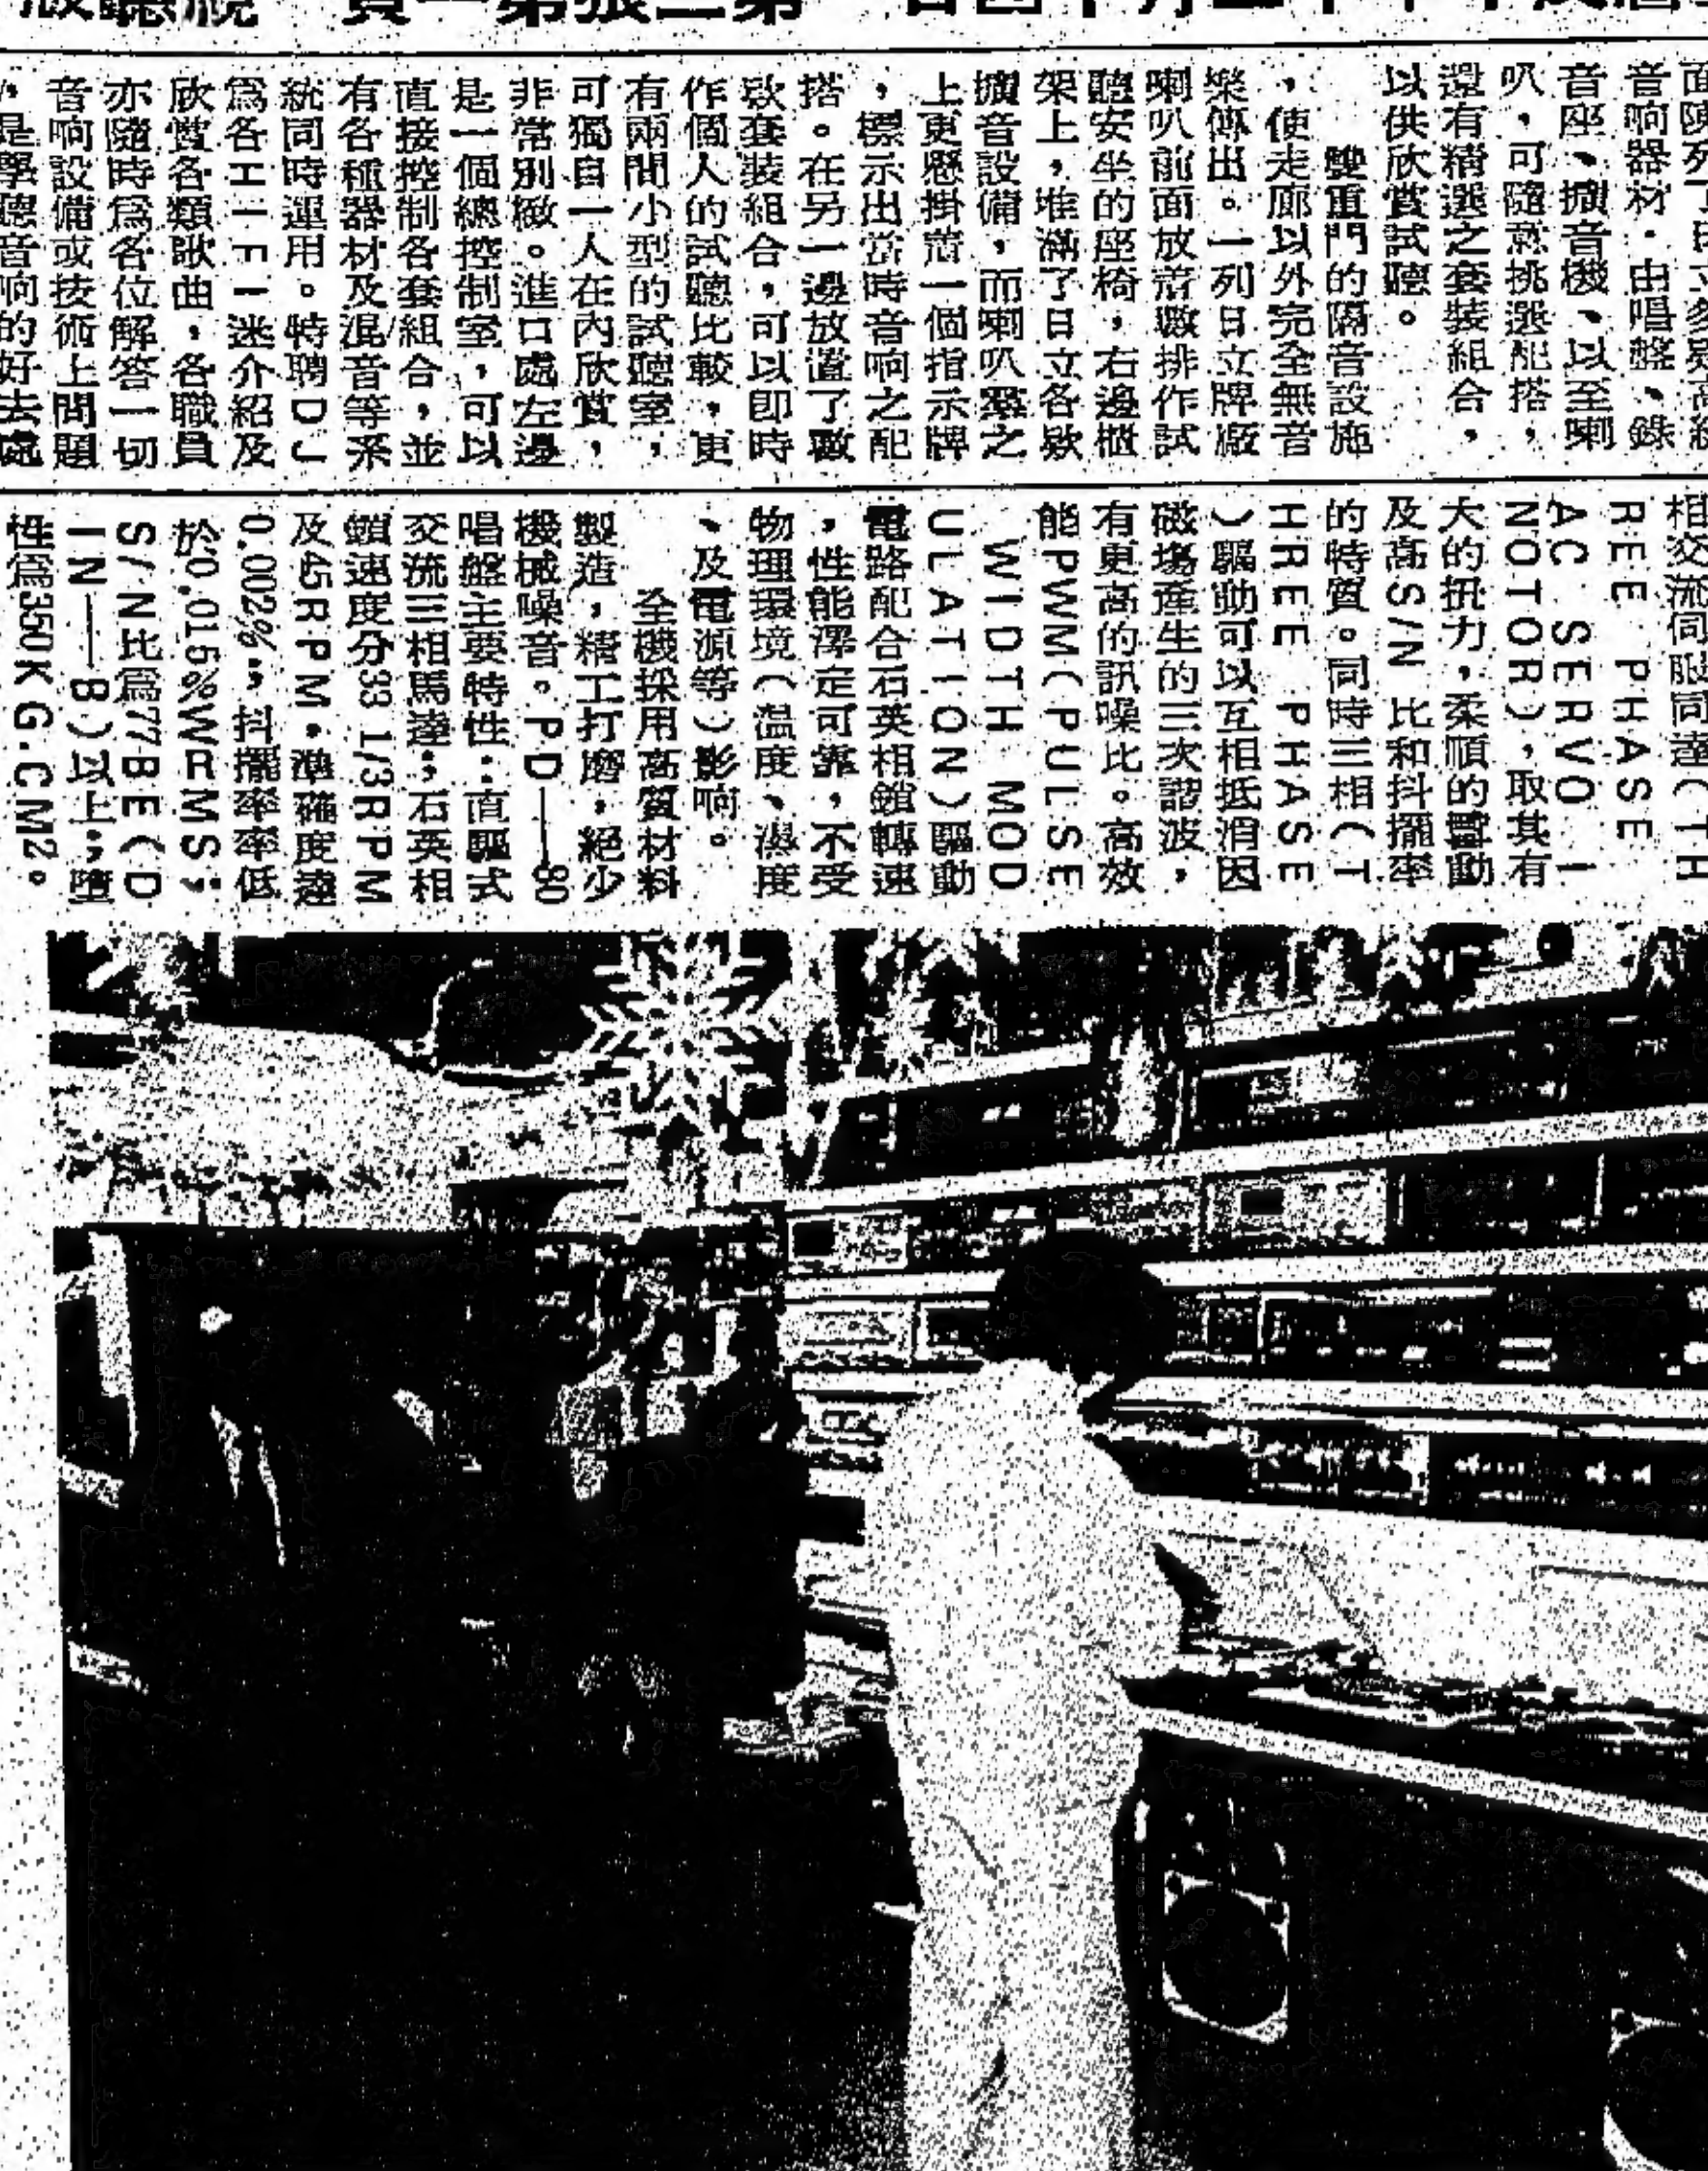 音响器材．由唱盤、錄
音座、擴音機、以至喇
叭，可隨意挑選配搭，
還有精選之套裝組合，
以供欣賞試聽。
雙重門的隔音設施
，使走廊以外完全無音
樂傳出。一列日立牌廠
喇叭前面放着數排作試
聽安坐的座椅，右邊櫃
架上，堆滿了日立各欵
擴音設備，而喇叭羣之
上更懸掛着一個指示牌
，標示出當時音响之配
搭。在另一邊放置了數
欵套裝組合，可以即時
作個人的試聽比較，更
有兩間小型的試聽室，
可獨自一人在內欣賞，
非常別緻。進口處左邊
是一個總控制室，可以
直接控制各套組合，並
有各種器材及混音等系
統同時運用。特聘DJ
爲各HIーFI迷介紹及
欣賞各類歌曲，各職員
亦隨時爲各位解答一切
音响設備或技術上問題
，是學聽音响的好去處
相交流伺服同達（TH
REE PHASE
AC SERVO I
NOTOR），取其有
大的扭力，柔順的轉動
及高S/N 比和抖擺率
的特質。同時三相（T
HREE PHASE
）驅動可以互相抵消因
磁場產生的三次諧波，
有更高的訊噪比。高效
能PWM（PULSE
WIDTH MOD
ULATION）驅動
電路配合石英相鎖轉速
，性能澤定可靠，不受
物理環境（温度、濕度
、及電源等）影响。
全機採用高質材料
製造，精工打磨，絕少
機械噪音。PD—80
唱盤主要特性：直驅式
交流三相馬達；石英相
鎖速度分33 1/3RPM
及45RPM．準確度達
0.002%"，抖擺率率低
於0.015%WRMS；
S/N比爲77BE（D
IN—B）以上"，墮
性爲350KG.CM2。